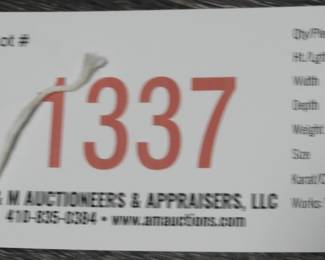 ot #
1337
& M AUCTIONEERS & APPRAISERS, LLC
410-835-0384 • www.amauctions.com
Qty/Pie
Ht./Lgt
Width
Depth
Weight
Size
Karat/C
Works-